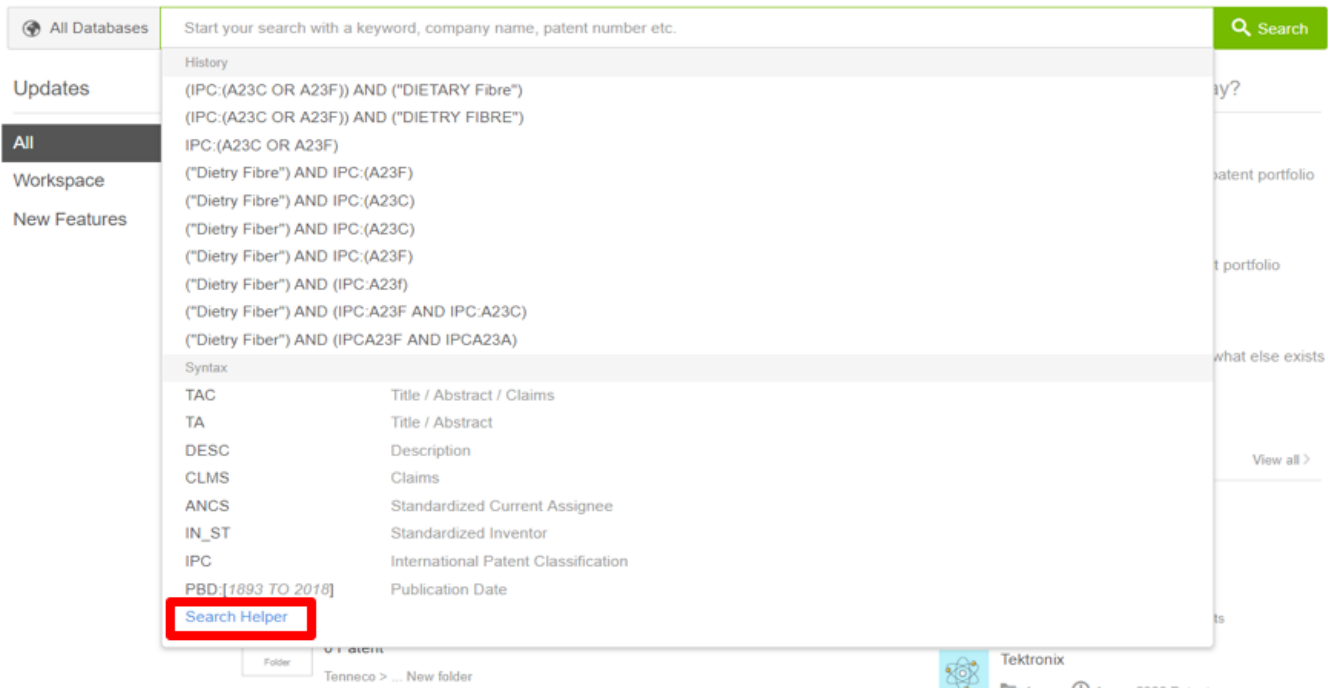 All Databases
Start your search with a keyword, company name, patent number etc.
Search
History
Updates
(IPC:(A23C OR A23F)) AND ("DIETARY Fibre")
ay?
(IPC:(A23C OR A23F)) AND ("DIETRY FIBRE")
All
IPC:(A23C OR A23F)
("Dietry Fibre") AND IPC:(A23F)
patent portfolio
Workspace
("Dietry Fibre") AND IPC:(A23C)
New Features
("Dietry Fiber") AND IPC:(A23C)
("Dietry Fiber") AND IPC:(A23F)
t portfolio
("Dietry Fiber") AND (IPC:A23f)
("Dietry Fiber") AND (IPC:A23F AND IPC:A23C)
("Dietry Fiber") AND (IPCA23F AND IPCA23A)
what else exists
Syntax
TAC Title / Abstract / Claims
TA Title / Abstract
DESC Description
View all >
CLMS Claims
ANCS Standardized Current Assignee
IN_ST Standardized Inventor
IPC International Patent Classification
PBD:[1893 TO 2018] Publication Date
Search Helper
ts
0 Patent
Folder
Tenneco > ... New folder
Tektronix